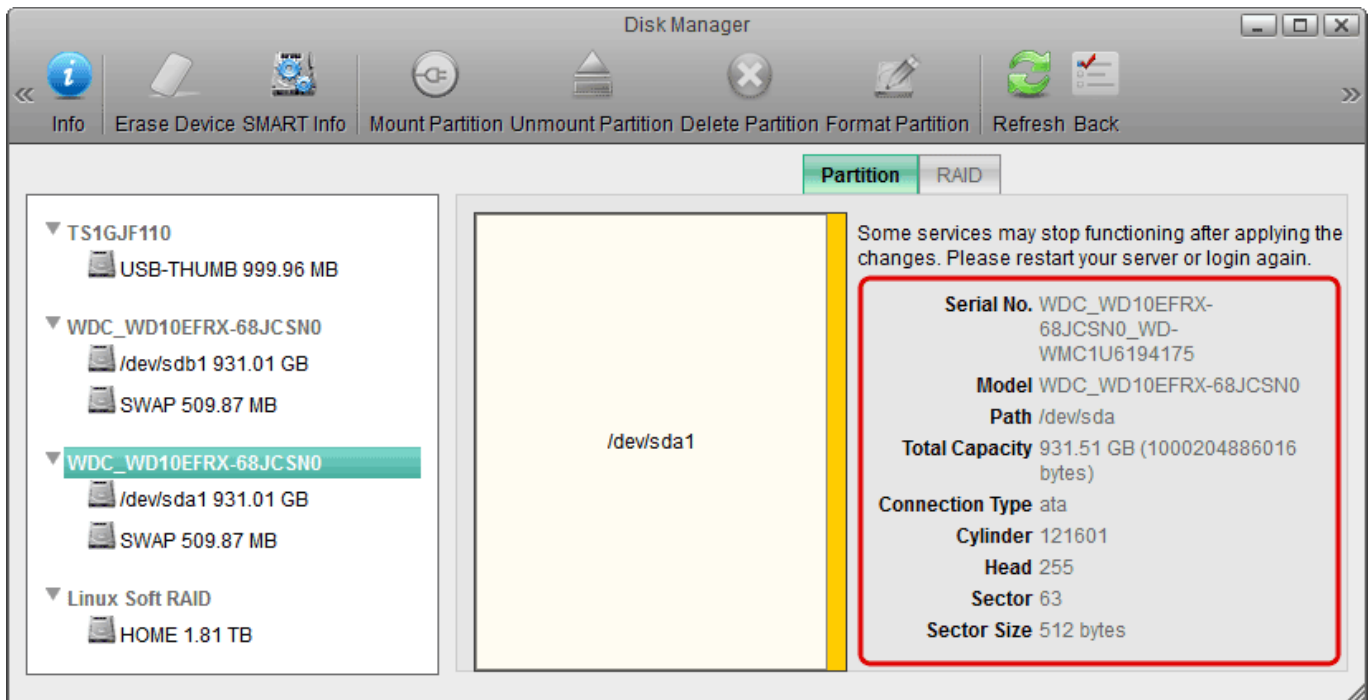 Disk Manager
Info Erase Device SMART Info Mount Partition Unmount Partition Delete Partition Format Partition Refresh Back
Partition RAID
TS1GJF110
USB-THUMB 999.96 MB
WDC_WD10EFRX-68JCSN0
/dev/sdb1 931.01 GB
SWAP 509.87 MB
WDC_WD10EFRX-68JCSN0
/dev/sda1 931.01 GB
SWAP 509.87 MB
Linux Soft RAID
HOME 1.81 TB
/dev/sda1
Some services may stop functioning after applying the
changes. Please restart your server or login again.
Serial No. WDC_WD10EFRX-
68JCSN0_WD-
WMC1U6194175
Model WDC_WD10EFRX-68JCSN0
Path /dev/sda
Total Capacity 931.51 GB (1000204886016
bytes)
Connection Type ata
Cylinder 121601
Head 255
Sector 63
Sector Size 512 bytes